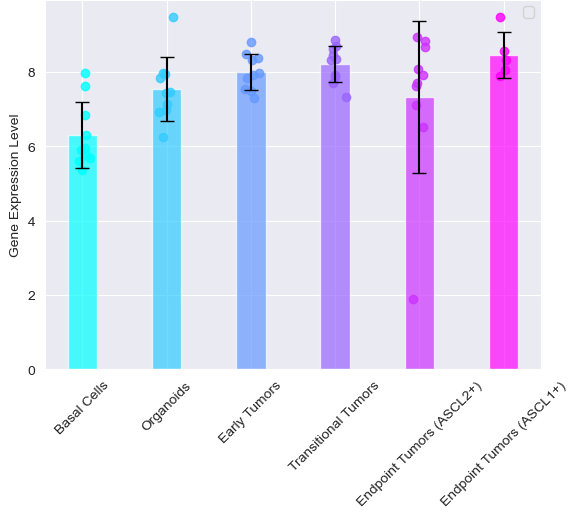 Gene Expression Level
8
6
4
2
0
Basal Cells
Organoids
Early Tumors
Transitional Tumors
Endpoint Tumors (ASCL2+)
Endpoint Tumors (ASCL1+)